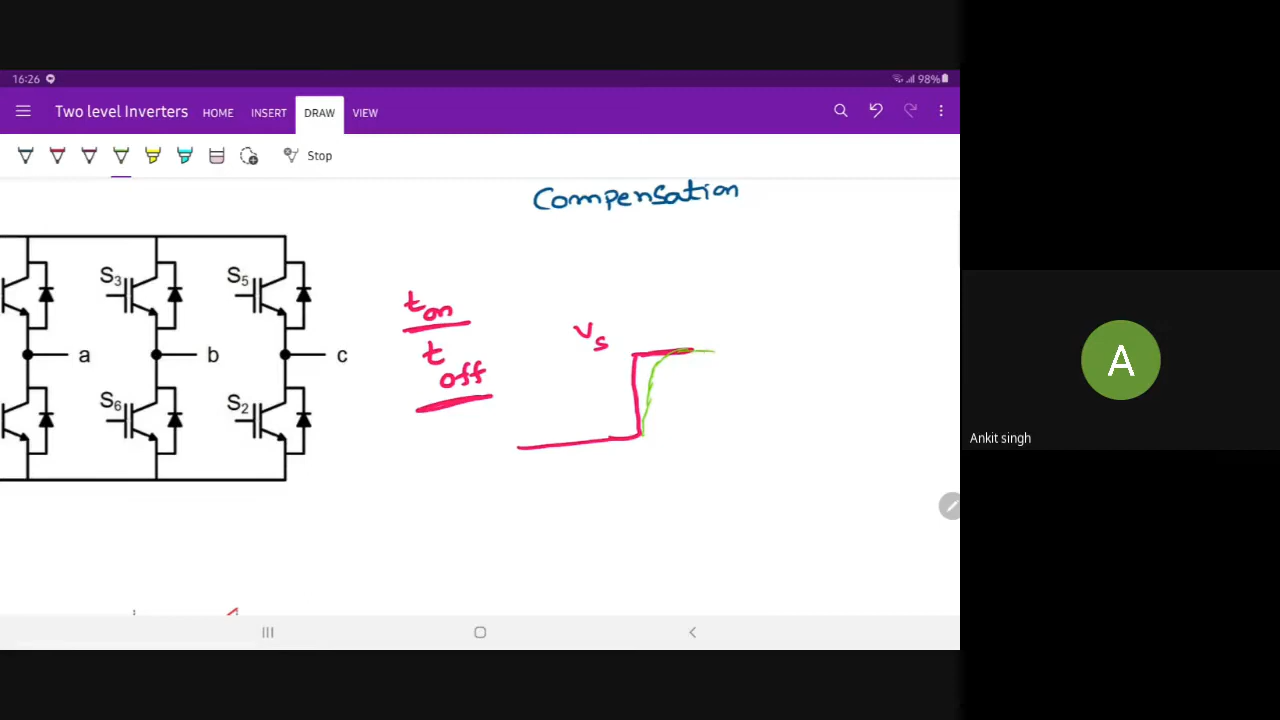 16:26 98%
Two level Inverters HOME INSERT DRAW VIEW
Stop
Compensation
S3 S5
ton
toff
vs
a b c
S6 S2
A
Ankit singh